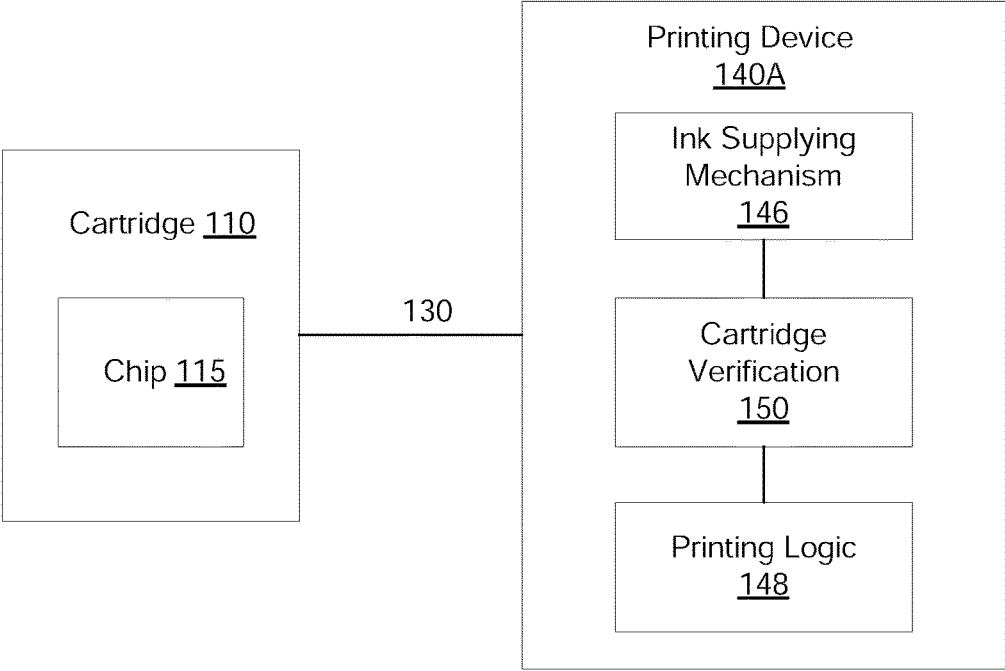 Printing Device
140A
Ink Supplying
Mechanism
146
Cartridge 110
130
Chip 115
Cartridge
Verification
150
Printing Logic
148